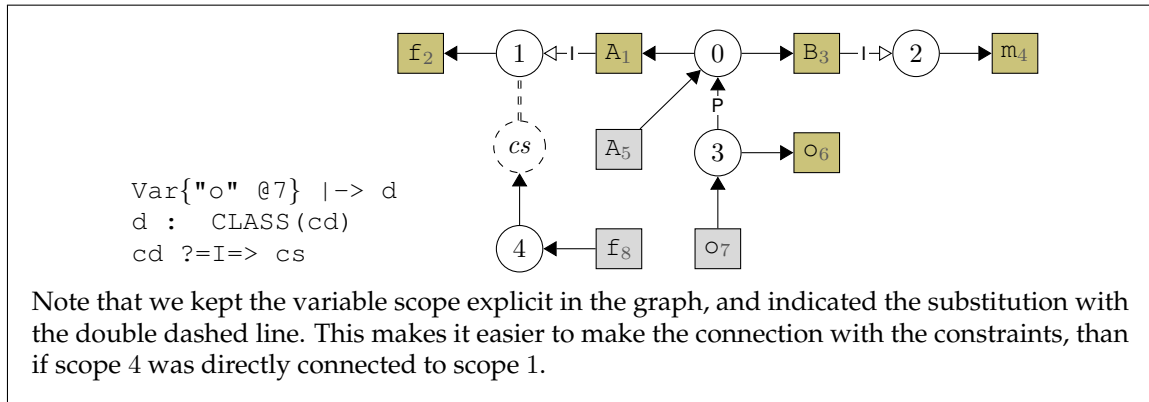 f2 1 I A1 0 B3 I 2 m4
P
cs A5 3 o6
Var{"o" @7} |-> d
d : CLASS(cd)
cd ?=I=> cs
4 f8 o7
Note that we kept the variable scope explicit in the graph, and indicated the substitution with
the double dashed line. This makes it easier to make the connection with the constraints, than
if scope 4 was directly connected to scope 1.